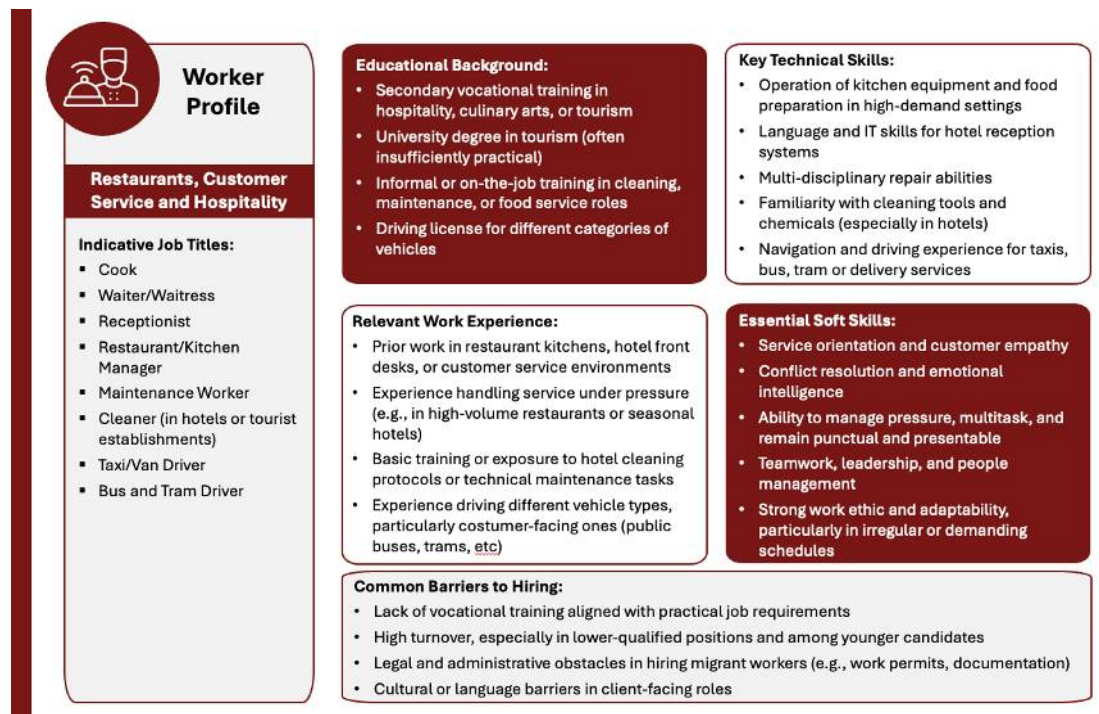 Worker
Profile
Restaurants, Customer
Service and Hospitality
Indicative Job Titles:
▪ Cook
▪ Waiter/Waitress
▪ Receptionist
▪ Restaurant/Kitchen
Manager
▪ Maintenance Worker
▪ Cleaner (in hotels or tourist
establishments)
▪ Taxi/Van Driver
▪ Bus and Tram Driver
Educational Background:
• Secondary vocational training in
hospitality, culinary arts, or tourism
• University degree in tourism (often
insufficiently practical)
• Informal or on-the-job training in cleaning,
maintenance, or food service roles
• Driving license for different categories of
vehicles
Key Technical Skills:
• Operation of kitchen equipment and food
preparation in high-demand settings
• Language and IT skills for hotel reception
systems
• Multi-disciplinary repair abilities
• Familiarity with cleaning tools and
chemicals (especially in hotels)
• Navigation and driving experience for taxis,
bus, tram or delivery services
Relevant Work Experience:
• Prior work in restaurant kitchens, hotel front
desks, or customer service environments
• Experience handling service under pressure
(e.g., in high-volume restaurants or seasonal
hotels)
• Basic training or exposure to hotel cleaning
protocols or technical maintenance tasks
• Experience driving different vehicle types,
particularly costumer-facing ones (public
buses, trams, etc)
Essential Soft Skills:
• Service orientation and customer empathy
• Conflict resolution and emotional
intelligence
• Ability to manage pressure, multitask, and
remain punctual and presentable
• Teamwork, leadership, and people
management
• Strong work ethic and adaptability,
particularly in irregular or demanding
schedules
Common Barriers to Hiring:
• Lack of vocational training aligned with practical job requirements
• High turnover, especially in lower-qualified positions and among younger candidates
• Legal and administrative obstacles in hiring migrant workers (e.g., work permits, documentation)
• Cultural or language barriers in client-facing roles